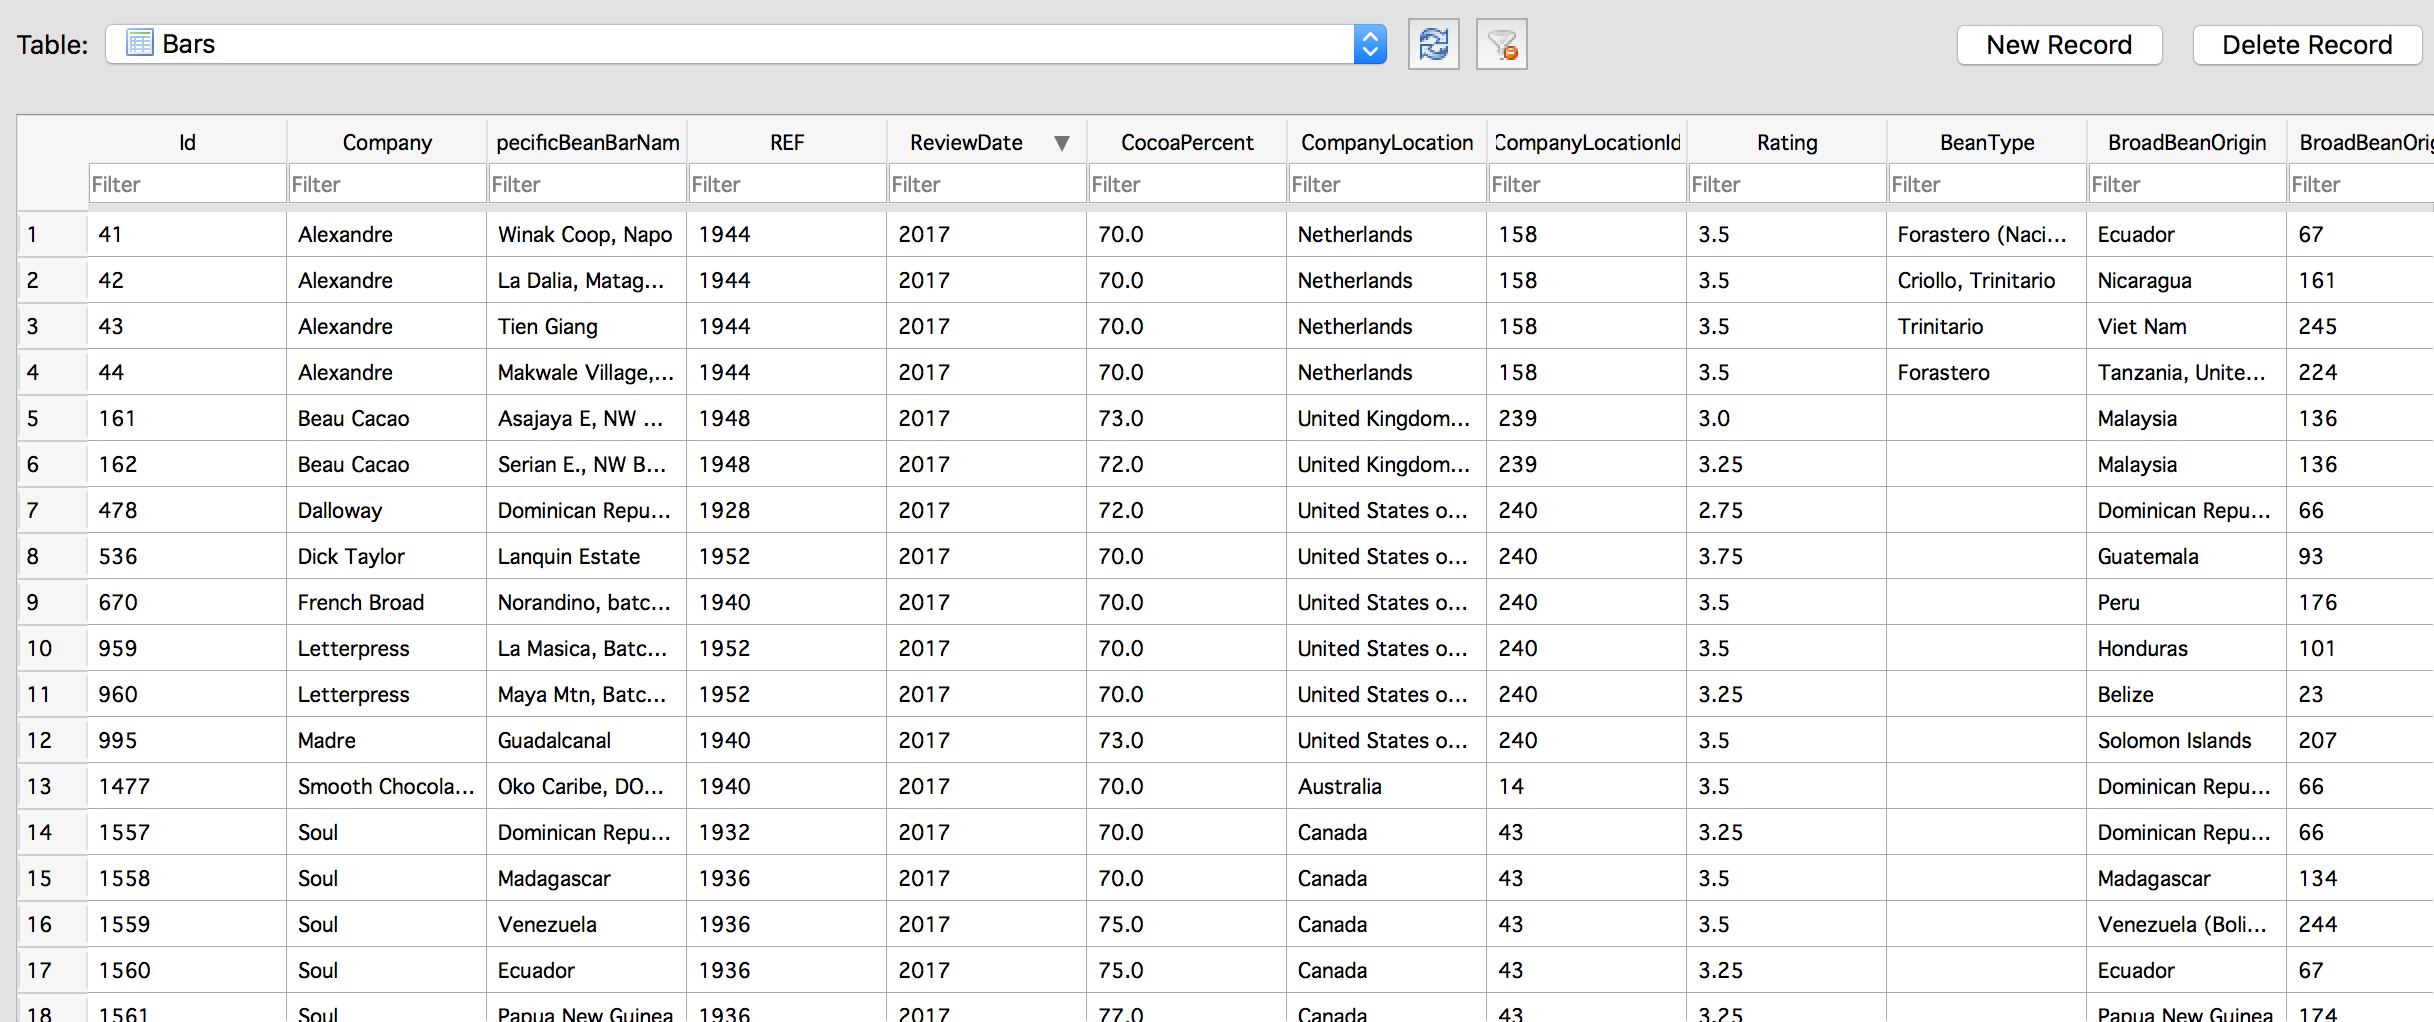 Table: Bars New Record Delete Record
Id Company pecificBeanBarNam REF ReviewDate CocoaPercent CompanyLocation CompanyLocationId Rating BeanType BroadBeanOrigin BroadBeanOrig
Filter Filter Filter Filter Filter Filter Filter Filter Filter Filter Filter Filter
1 41 Alexandre Winak Coop, Napo 1944 2017 70.0 Netherlands 158 3.5 Forastero (Naci... Ecuador 67
2 42 Alexandre La Dalia, Matag... 1944 2017 70.0 Netherlands 158 3.5 Criollo, Trinitario Nicaragua 161
3 43 Alexandre Tien Giang 1944 2017 70.0 Netherlands 158 3.5 Trinitario Viet Nam 245
4 44 Alexandre Makwale Village,... 1944 2017 70.0 Netherlands 158 3.5 Forastero Tanzania, Unite... 224
5 161 Beau Cacao Asajaya E, NW ... 1948 2017 73.0 United Kingdom... 239 3.0 Malaysia 136
6 162 Beau Cacao Serian E., NW B... 1948 2017 72.0 United Kingdom... 239 3.25 Malaysia 136
7 478 Dalloway Dominican Repu... 1928 2017 72.0 United States o... 240 2.75 Dominican Repu... 66
8 536 Dick Taylor Lanquin Estate 1952 2017 70.0 United States o... 240 3.75 Guatemala 93
9 670 French Broad Norandino, batc... 1940 2017 70.0 United States o... 240 3.5 Peru 176
10 959 Letterpress La Masica, Batc... 1952 2017 70.0 United States o... 240 3.5 Honduras 101
11 960 Letterpress Maya Mtn, Batc... 1952 2017 70.0 United States o... 240 3.25 Belize 23
12 995 Madre Guadalcanal 1940 2017 73.0 United States o... 240 3.5 Solomon Islands 207
13 1477 Smooth Chocola... Oko Caribe, DO... 1940 2017 70.0 Australia 14 3.5 Dominican Repu... 66
14 1557 Soul Dominican Repu... 1932 2017 70.0 Canada 43 3.25 Dominican Repu... 66
15 1558 Soul Madagascar 1936 2017 70.0 Canada 43 3.5 Madagascar 134
16 1559 Soul Venezuela 1936 2017 75.0 Canada 43 3.5 Venezuela (Boli... 244
17 1560 Soul Ecuador 1936 2017 75.0 Canada 43 3.25 Ecuador 67
18 1561 Soul Papua New Guinea 1936 2017 77.0 Canada 43 3.25 Papua New Guinea 174